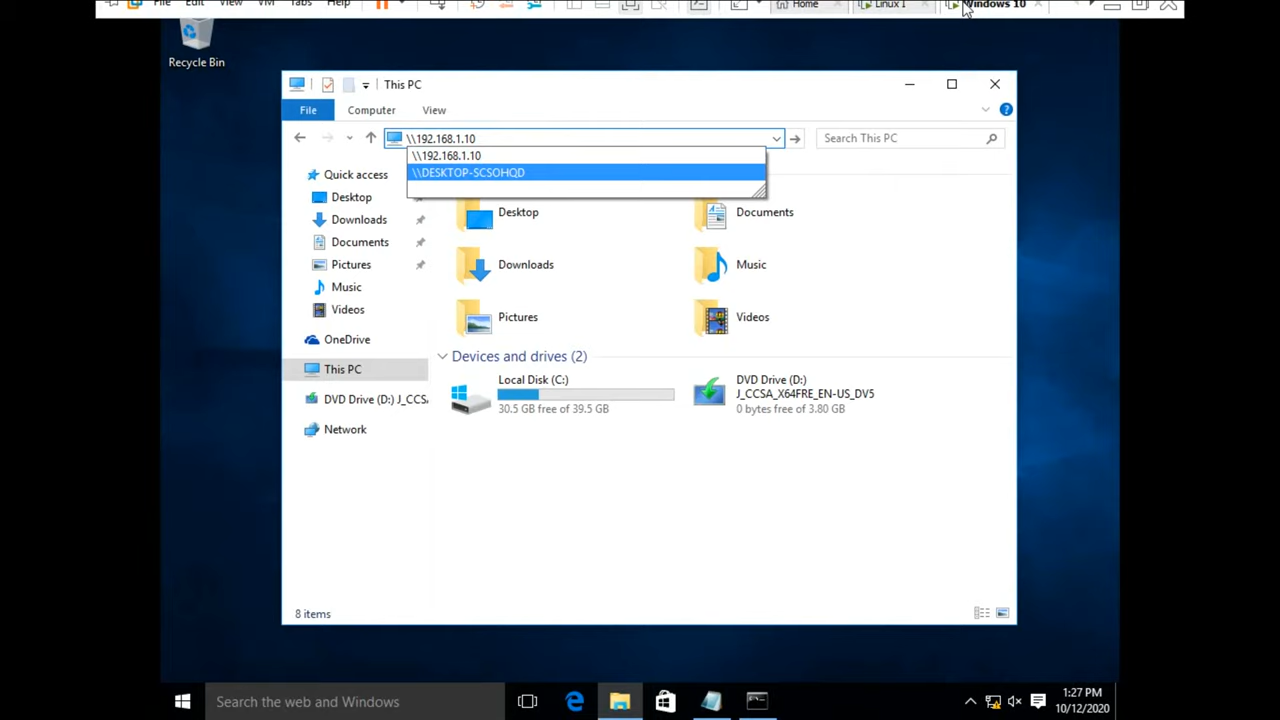 File Edit View VM Tabs Help Home Linux 1 Windows 10
Recycle Bin
This PC
File Computer View
\\192.168.1.10
Search This PC
\\192.168.1.10
\\DESKTOP-SCSOHQD
Quick access
Desktop
Downloads
Documents
Pictures
Music
Videos
OneDrive
This PC
DVD Drive (D:) J_CCSA
Network
Desktop
Documents
Downloads
Music
Pictures
Videos
Devices and drives (2)
Local Disk (C:)
30.5 GB free of 39.5 GB
DVD Drive (D:)
J_CCSA_X64FRE_EN-US_DV5
0 bytes free of 3.80 GB
8 items
Search the web and Windows
1:27 PM
10/12/2020